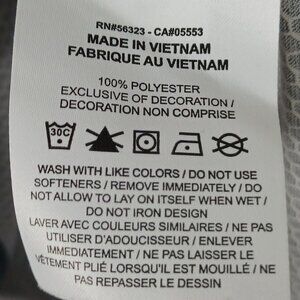 RN#56323 - CA#05553
MADE IN VIETNAM
FABRIQUE AU VIETNAM
100% POLYESTER
EXCLUSIVE OF DECORATION /
DECORATION NON COMPRISE
30C
WASH WITH LIKE COLORS / DO NOT USE
SOFTENERS / REMOVE IMMEDIATELY / DO
NOT ALLOW TO LAY ON ITSELF WHEN WET /
DO NOT IRON DESIGN
LAVER AVEC COULEURS SIMILAIRES / NE PAS
UTILISER D'ADOUCISSEUR / ENLEVER
IMMÉDIATEMENT / NE PAS LAISSER LE
VÊTEMENT PLIÉ LORSQU'IL EST MOUILLÉ / NE
PAS REPASSER LE DESSIN